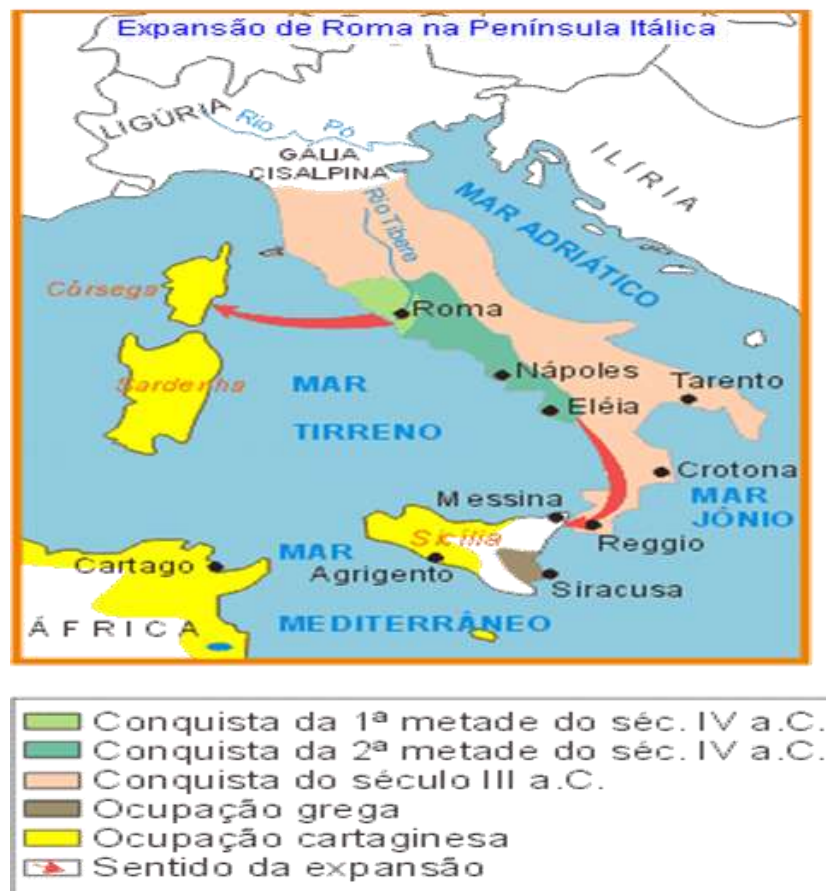 Expansão de Roma na Península Itálica
LIGÚRIA
Rio Pó
GÁLIA
CISALPINA
ILÍRIA
Rio Tibere
MAR ADRIÁTICO
Córsega
Roma
Sardenha
MAR
TIRRENO
Nápoles
Tarento
Eléia
Crotona
Messina
MAR
JÔNIO
Sicília
Reggio
Cartago
MAR
Agrigento
Siracusa
ÁFRICA
MEDITERRÂNEO
Conquista da 1ª metade do séc. IV a.C.
Conquista da 2ª metade do séc. IV a.C.
Conquista do século III a.C.
Ocupação grega
Ocupação cartaginesa
Sentido da expansão